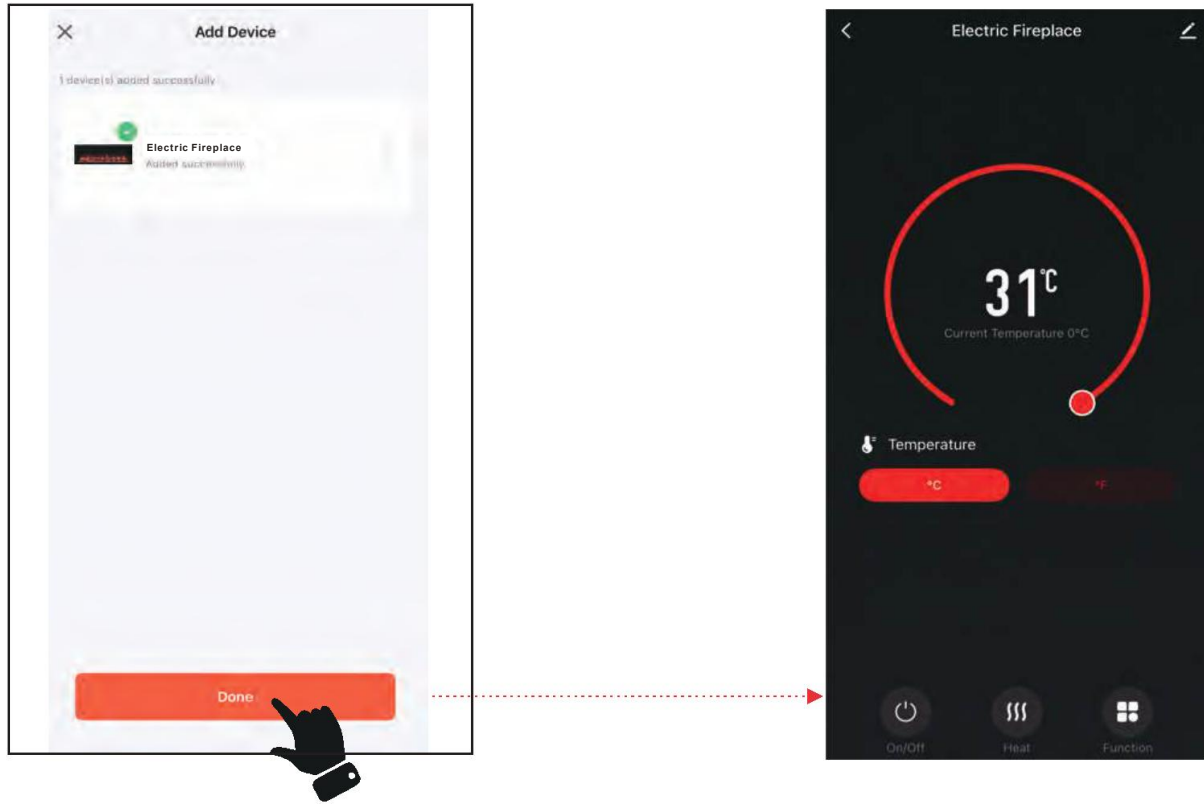 Add Device
1 device(s) added successfully
Electric Fireplace
Added successfully
Done
Electric Fireplace
31°C
Current Temperature 0°C
Temperature
°C
°F
On/Off
Heat
Function